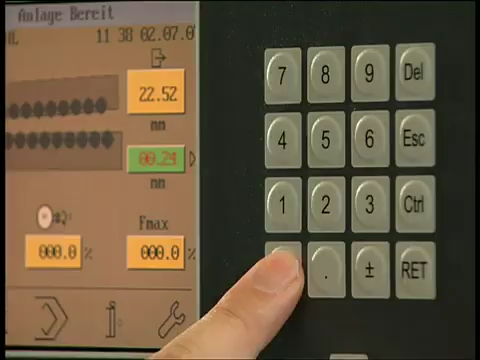 Anlage Bereit
11 38 02.07.0
22.52
mm
00.24
mm
Fmax
000.0 %
000.0 %
7 8 9 Del
4 5 6 Esc
1 2 3 Ctrl
. ± RET